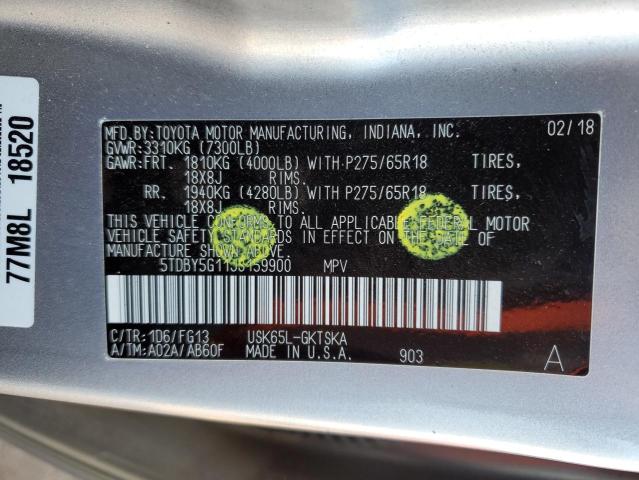 MFD.BY:TOYOTA MOTOR MANUFACTURING, INDIANA, INC. 02/18
GVWR:3310KG (7300LB)
GAWR:FRT. 1810KG (4000LB) WITH P275/65R18 TIRES,
18X8J RIMS.
RR. 1940KG (4280LB) WITH P275/65R18 TIRES,
18X8J RIMS.
THIS VEHICLE CONFORMS TO ALL APPLICABLE FEDERAL MOTOR
VEHICLE SAFETY STANDARDS IN EFFECT ON THE DATE OF
MANUFACTURE SHOWN ABOVE.
MPV
C/TR:1D6/FG13 USK65L-GKTSKA
A/TM:A02A/AB60F MADE IN U.S.A. 903 A
77M8L 18520